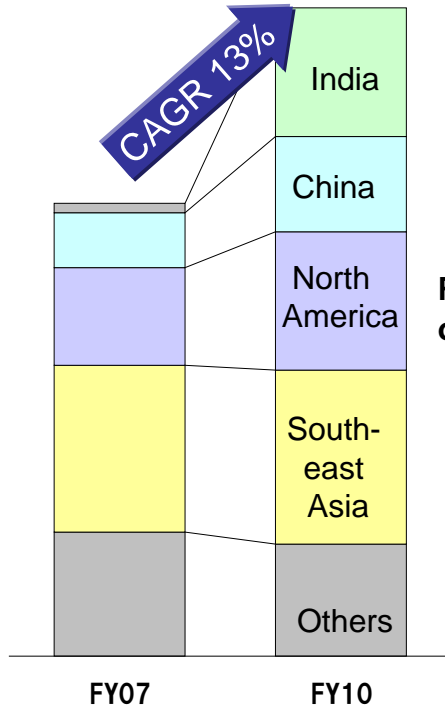 CAGR 13%
India
China
North
America
South-
east
Asia
Others
FY07
FY10